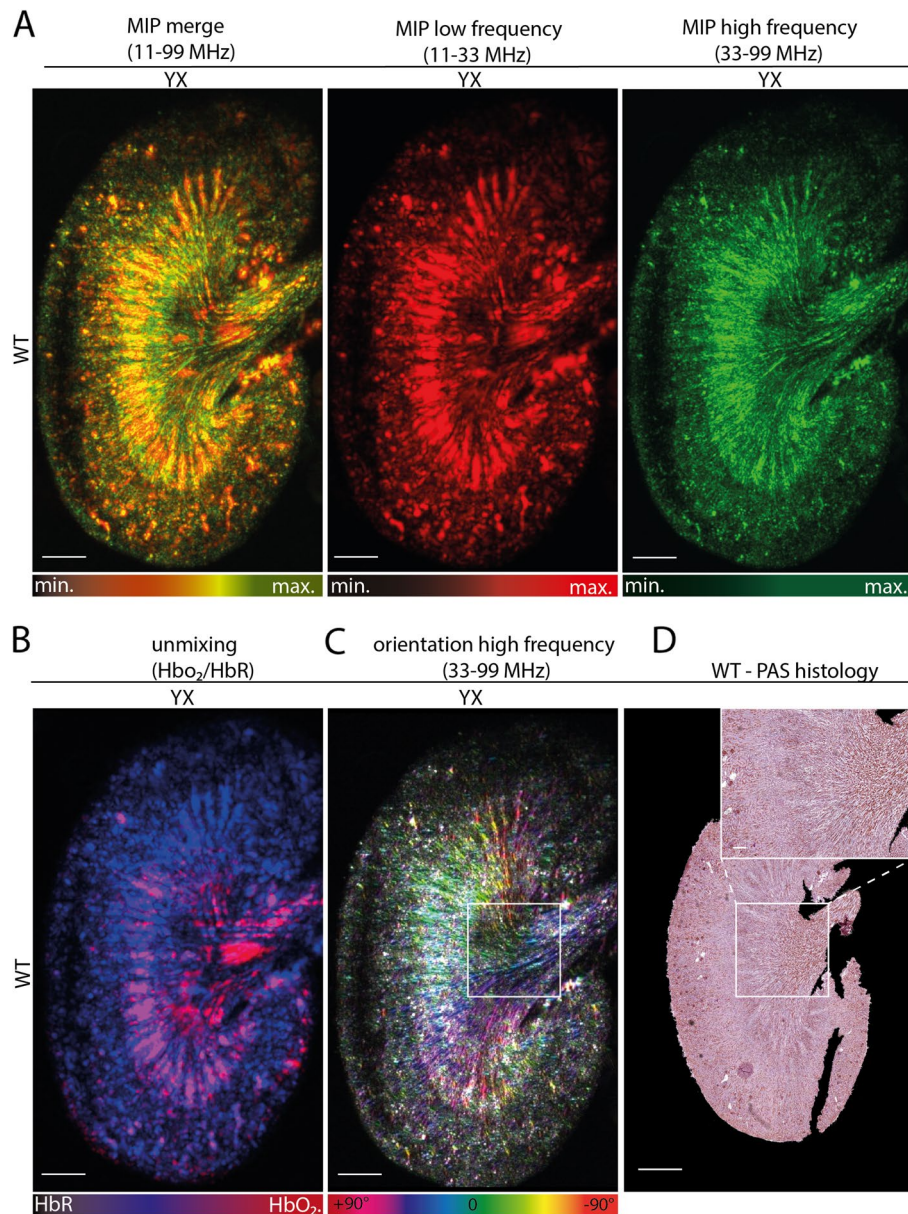 A
MIP merge
(11-99 MHz)
MIP low frequency
(11-33 MHz)
MIP high frequency
(33-99 MHz)
YX
YX
YX
WT
min.
max.
min.
max.
min.
max.
B
unmixing
(Hbo₂/HbR)
C
orientation high frequency
(33-99 MHz)
D
WT - PAS histology
YX
YX
WT
HbR
HbO₂.
+90°
0
-90°